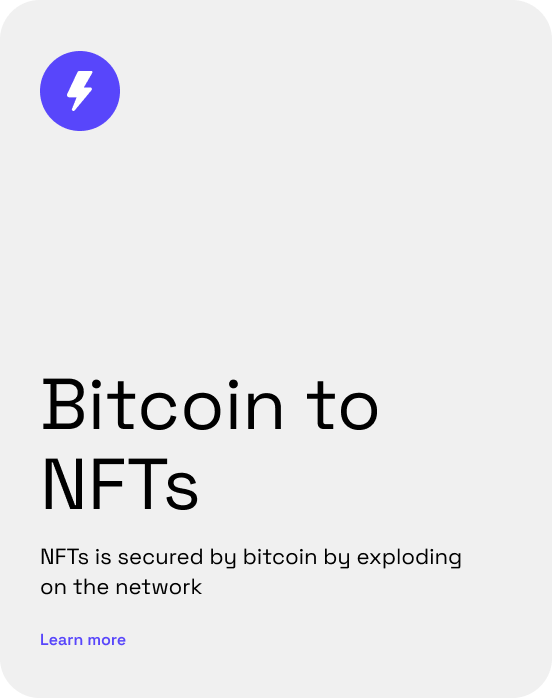 Bitcoin to
NFTs
NFTs is secured by bitcoin by exploding
on the network
Learn more